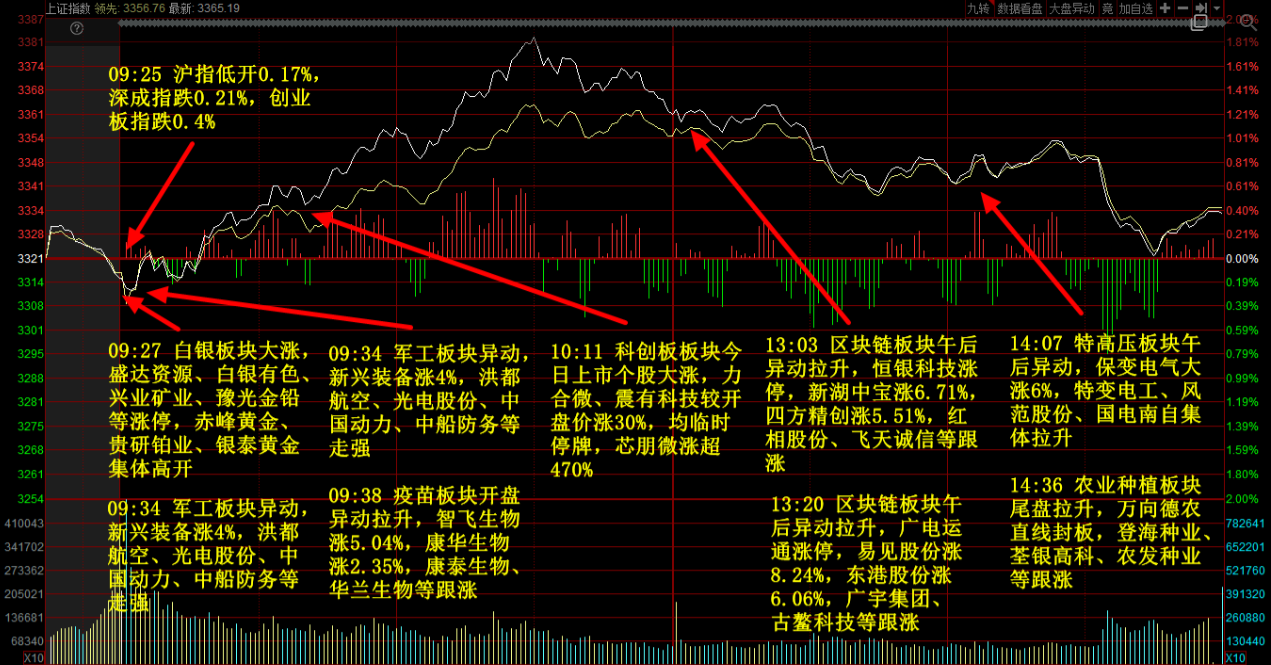 上证指数 领先: 3356.76 最新: 3365.19
九转 数据看盘 大盘异动 竞 加自选
3387
3381
3374
3368
3361
3354
3348
3341
3334
3328
3321
3314
3308
3301
3295
3288
3281
3275
3268
3261
3254
410043
341702
273362
205021
136681
68340
X10
09:25 沪指低开0.17%,
深成指跌0.21%, 创业
板指跌0.4%
09:27 白银板块大涨,
盛达资源、白银有色、
兴业矿业、豫光金铅
等涨停, 赤峰黄金、
贵研铂业、银泰黄金
集体高开
09:34 军工板块异动,
新兴装备涨4%, 洪都
航空、光电股份、中
国动力、中船防务等
走强
09:34 军工板块异动,
新兴装备涨4%, 洪都
航空、光电股份、中
国动力、中船防务等
走强
09:38 疫苗板块开盘
异动拉升, 智飞生物
涨5.04%, 康华生物
涨2.35%, 康泰生物、
华兰生物等跟涨
10:11 科创板板块今
日上市个股大涨, 力
合微、震有科技较开
盘价涨30%, 均临时
停牌, 芯朋微涨超
470%
13:03 区块链板块午后
异动拉升, 恒银科技涨
停, 新湖中宝涨6.71%,
四方精创涨5.51%, 红
相股份、飞天诚信等跟
涨
13:20 区块链板块午
后异动拉升, 广电运
通涨停, 易见股份涨
8.24%, 东港股份涨
6.06%, 广宇集团、
古鳌科技等跟涨
14:07 特高压板块午
后异动, 保变电气大
涨6%, 特变电工、风
范股份、国电南自集
体拉升
14:36 农业种植板块
尾盘拉升, 万向德农
直线封板, 登海种业、
荃银高科、农发种业
等跟涨
2.00%
1.81%
1.61%
1.41%
1.21%
1.01%
0.81%
0.61%
0.40%
0.21%
0.00%
0.19%
0.39%
0.59%
0.79%
0.99%
1.19%
1.39%
1.59%
1.80%
2.00%
782641
652201
521760
391320
260880
130440
X10